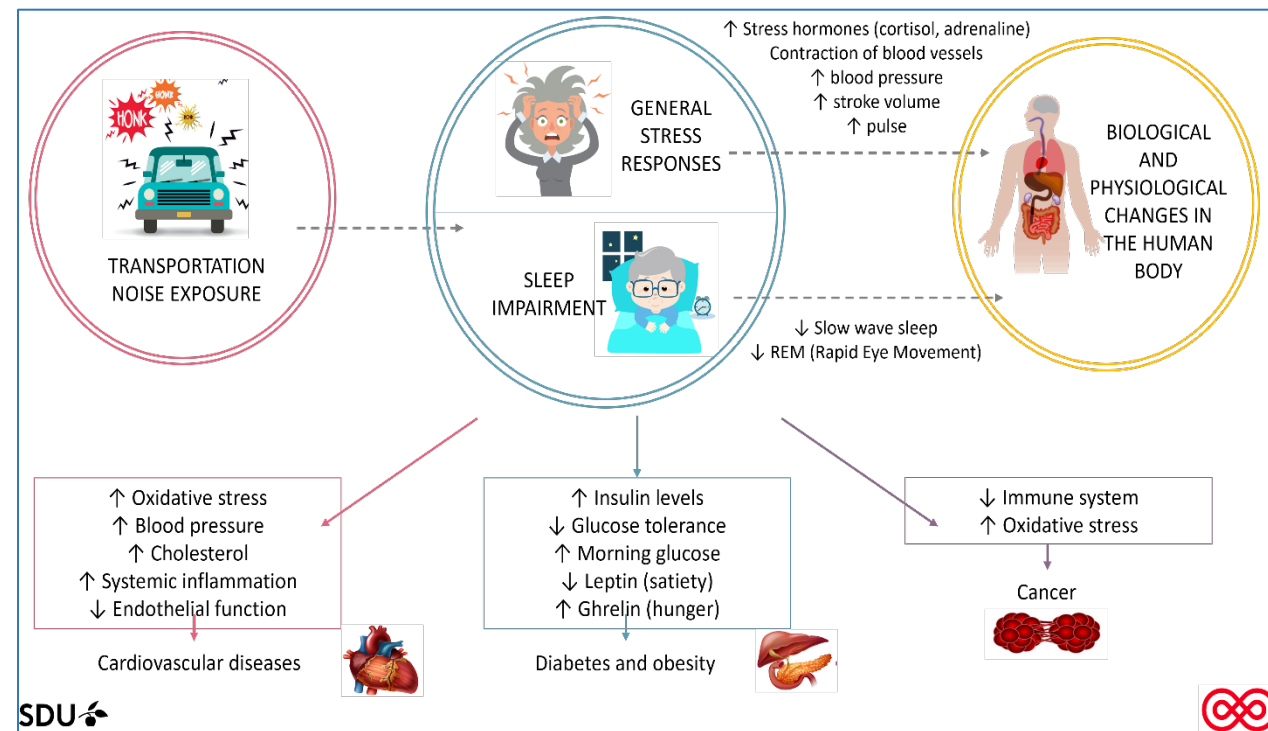 HONK
HONK
TRANSPORTATION
NOISE EXPOSURE
GENERAL
STRESS
RESPONSES
SLEEP
IMPAIRMENT
↑ Stress hormones (cortisol, adrenaline)
Contraction of blood vessels
↑ blood pressure
↑ stroke volume
↑ pulse
↓ Slow wave sleep
↓ REM (Rapid Eye Movement)
BIOLOGICAL
AND
PHYSIOLOGICAL
CHANGES IN
THE HUMAN
BODY
↑ Oxidative stress
↑ Blood pressure
↑ Cholesterol
↑ Systemic inflammation
↓ Endothelial function
Cardiovascular diseases
↑ Insulin levels
↓ Glucose tolerance
↑ Morning glucose
↓ Leptin (satiety)
↑ Ghrelin (hunger)
Diabetes and obesity
↓ Immune system
↑ Oxidative stress
Cancer
SDU